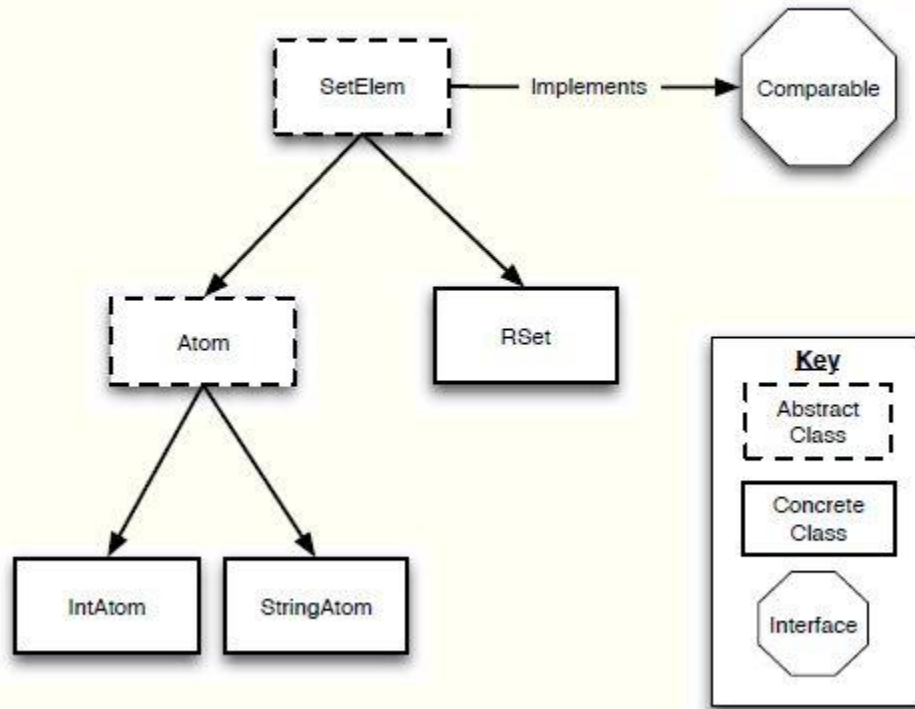 SetElem
Implements
Comparable
Atom
RSet
IntAtom
StringAtom
Key
Abstract
Class
Concrete
Class
Interface